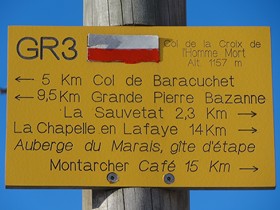 GR3
Col de la Croix de
l'Homme Mort
Alt. 1157 m
← 5 Km Col de Baracuchet
← 9,5 Km Grande Pierre Bazanne
La Sauvetat 2,3 Km →
La Chapelle en Lafaye 14 Km →
Auberge du Marais, gîte d'étape
Montarcher Café 15 Km →